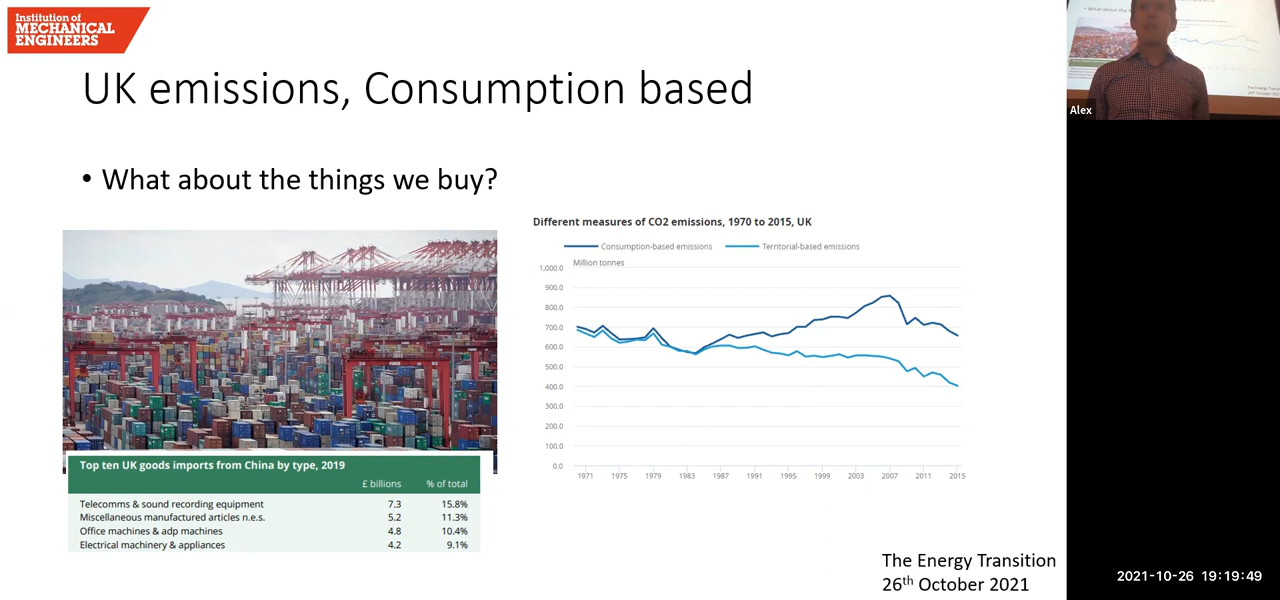 Institution of
MECHANICAL
ENGINEERS
UK emissions, Consumption based
• What about the things we buy?
Different measures of CO2 emissions, 1970 to 2015, UK
Consumption-based emissions
Territorial-based emissions
Million tonnes
1,000.0
900.0
800.0
700.0
600.0
500.0
400.0
300.0
200.0
100.0
0.0
1971 1975 1979 1983 1987 1991 1995 1999 2003 2007 2011 2015
Top ten UK goods imports from China by type, 2019
£ billions % of total
Telecomms & sound recording equipment 7.3 15.8%
Miscellaneous manufactured articles n.e.s. 5.2 11.3%
Office machines & adp machines 4.8 10.4%
Electrical machinery & appliances 4.2 9.1%
The Energy Transition
26th October 2021
Alex
2021-10-26 19:19:49